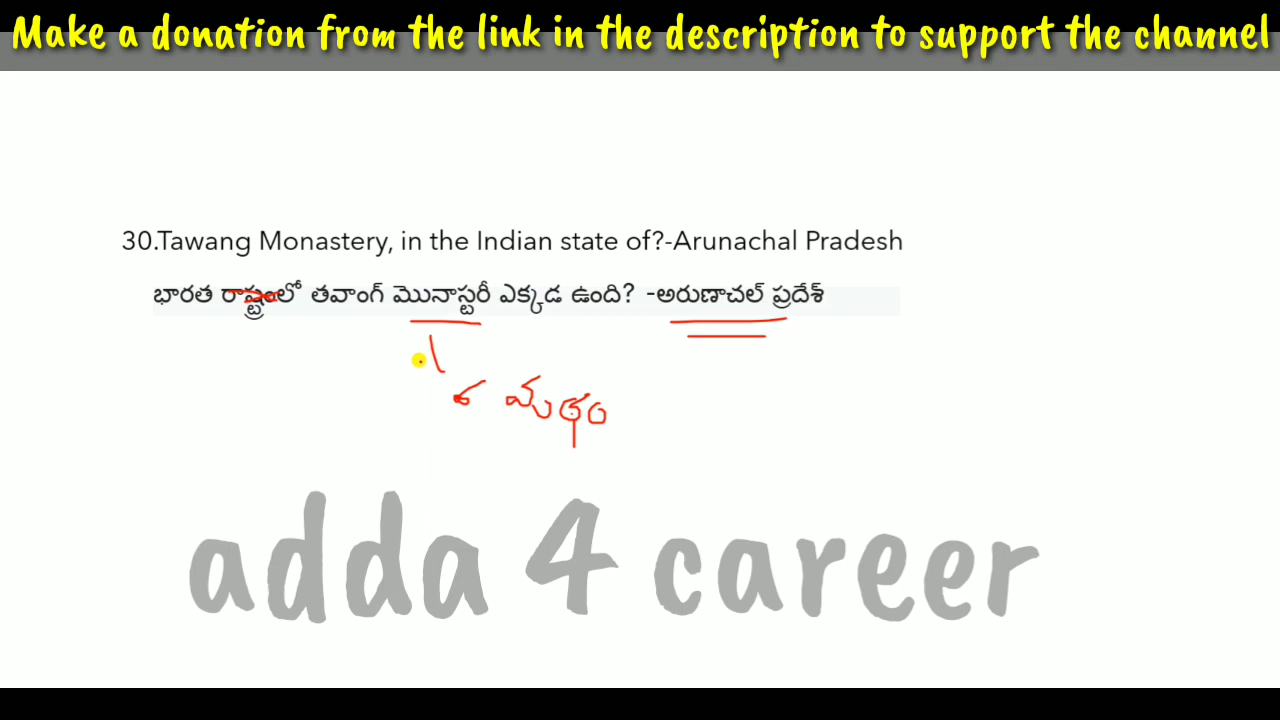 Make a donation from the link in the description to support the channel
30.Tawang Monastery, in the Indian state of?-Arunachal Pradesh
భారత రాష్ట్రంలో తవాంగ్ మొనాస్టరీ ఎక్కడ ఉంది? -అరుణాచల్ ప్రదేశ్
మఠం
adda 4 career